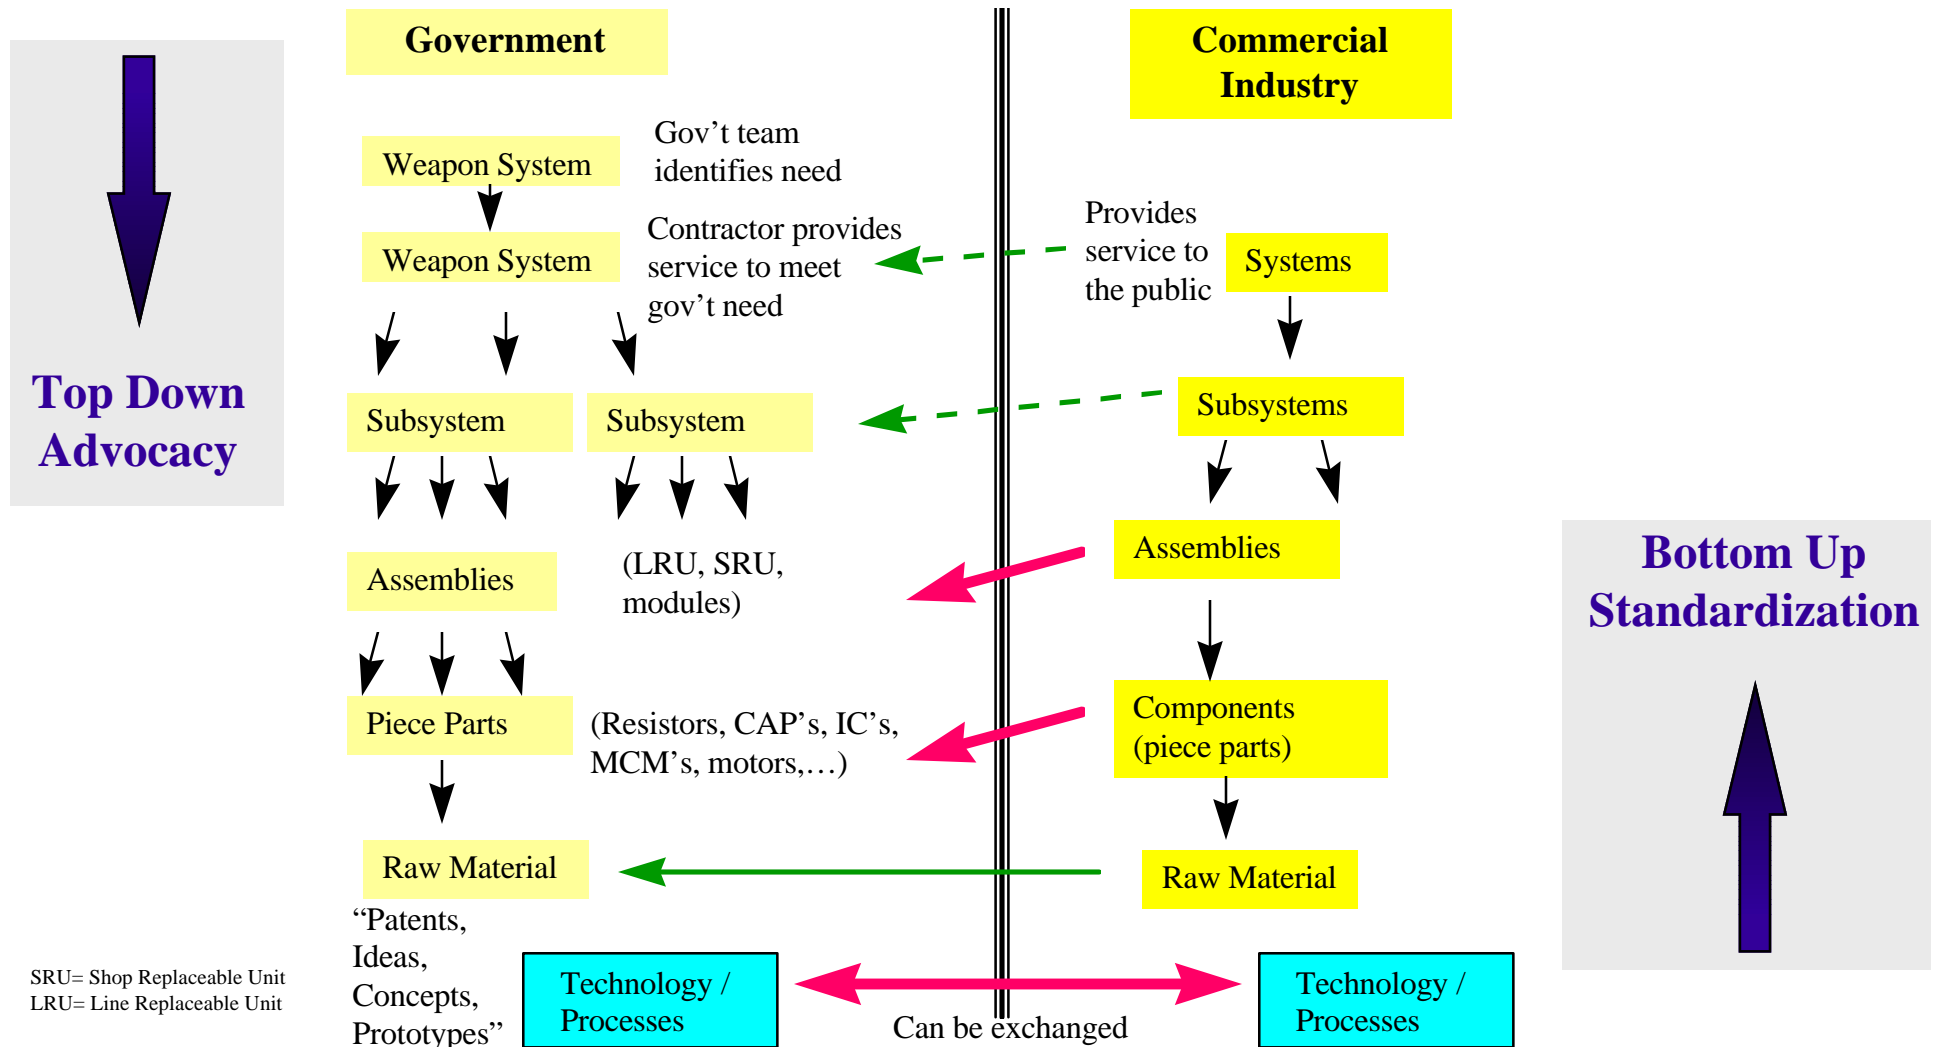 Government
Commercial
Industry
Weapon System
Gov’t team
identifies need
Weapon System
Contractor provides
service to meet
gov’t need
Provides
service to
the public
Systems
Top Down
Advocacy
Subsystem
Subsystem
Subsystems
Assemblies
(LRU, SRU,
modules)
Assemblies
Bottom Up
Standardization
Piece Parts
(Resistors, CAP’s, IC’s,
MCM’s, motors,…)
Components
(piece parts)
Raw Material
Raw Material
“Patents,
Ideas,
Concepts,
Prototypes”
SRU= Shop Replaceable Unit
LRU= Line Replaceable Unit
Technology /
Processes
Can be exchanged
Technology /
Processes